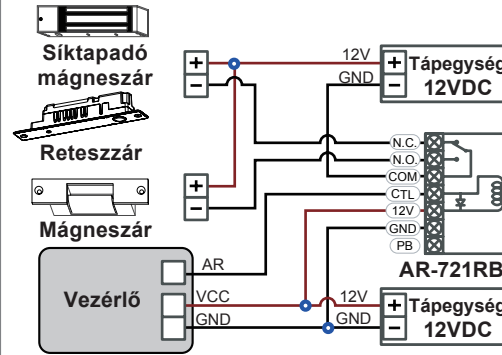 Síktapadó
mágneszár
Reteszzár
Mágneszár
+
−
+
−
12V
GND
+
−
Tápegység
12VDC
N.C.
N.O.
COM
CTL
12V
GND
PB
AR-721RB
Vezérlő
AR
VCC
GND
12V
GND
+
−
Tápegység
12VDC